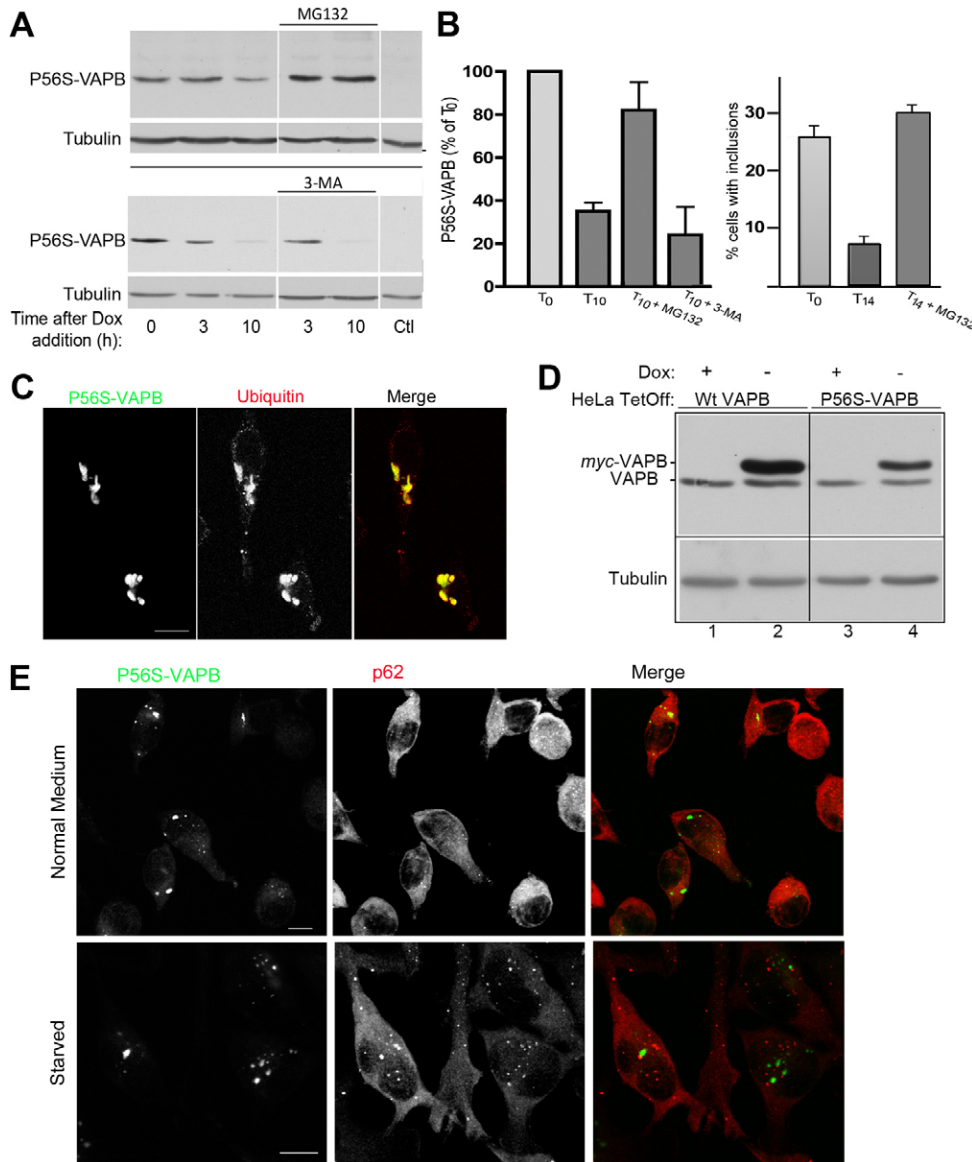 A
MG132
P56S-VAPB
Tubulin
3-MA
P56S-VAPB
Tubulin
Time after Dox addition (h):
0 3 10 3 10 Ctl
B
P56S-VAPB (% of T0)
100
80
60
40
20
0
T0 T10 T10 + MG132 T10 + 3-MA
% cells with inclusions
30
20
10
0
T0 T14 T14 + MG132
C
P56S-VAPB Ubiquitin Merge
D
Dox: + - + -
HeLa TetOff: Wt VAPB P56S-VAPB
myc-VAPB
VAPB
Tubulin
1 2 3 4
E
P56S-VAPB p62 Merge
Normal Medium
Starved